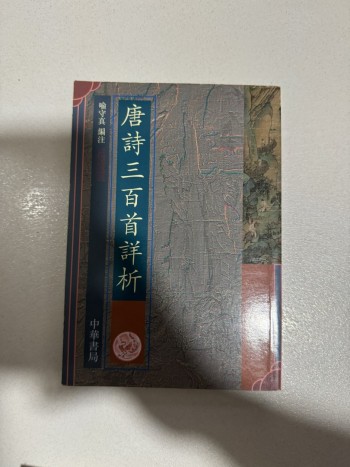 喻守真 編注
唐詩三百首詳析
中華書局